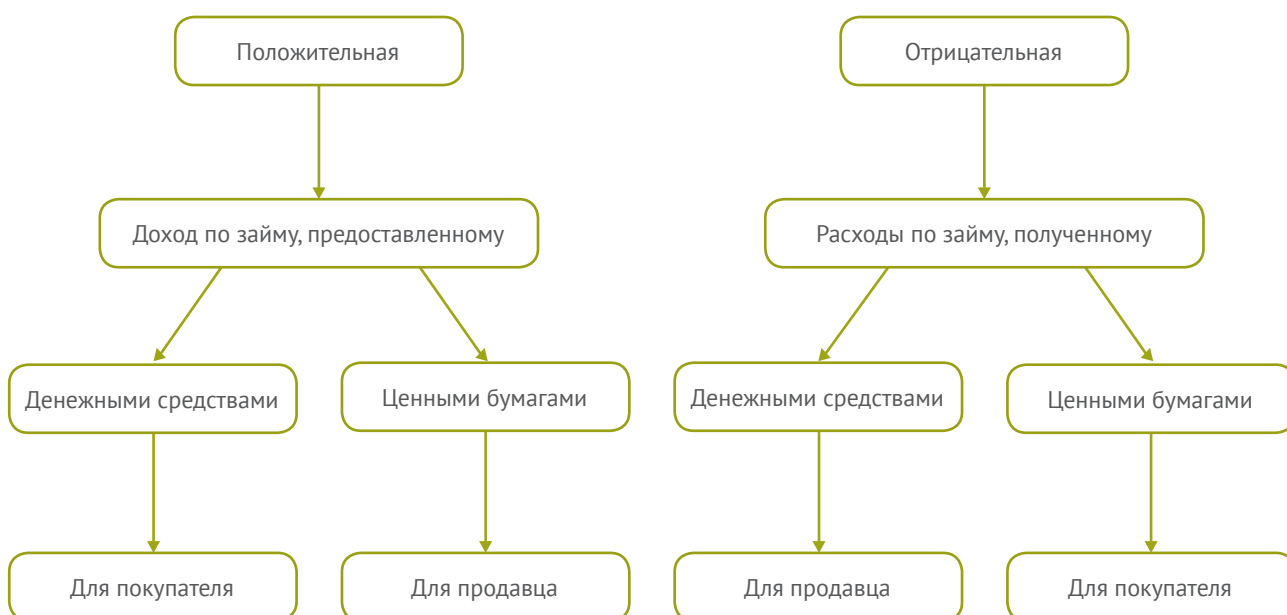 Положительная
Отрицательная
Доход по займу, предоставленному
Расходы по займу, полученному
Денежными средствами
Ценными бумагами
Денежными средствами
Ценными бумагами
Для покупателя
Для продавца
Для продавца
Для покупателя